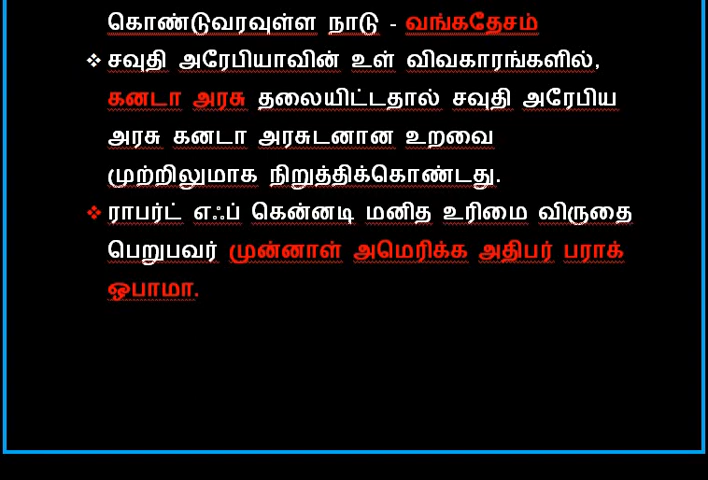 கொண்டுவரவுள்ள நாடு - வங்கதேசம்
❖ சவுதி அரேபியாவின் உள் விவகாரங்களில்,
கனடா அரசு தலையிட்டதால் சவுதி அரேபிய
அரசு கனடா அரசுடனான உறவை
முற்றிலுமாக நிறுத்திக்கொண்டது.
❖ ராபர்ட் எஃப் கென்னடி மனித உரிமை விருதை
பெறுபவர் முன்னாள் அமெரிக்க அதிபர் பராக்
ஒபாமா.